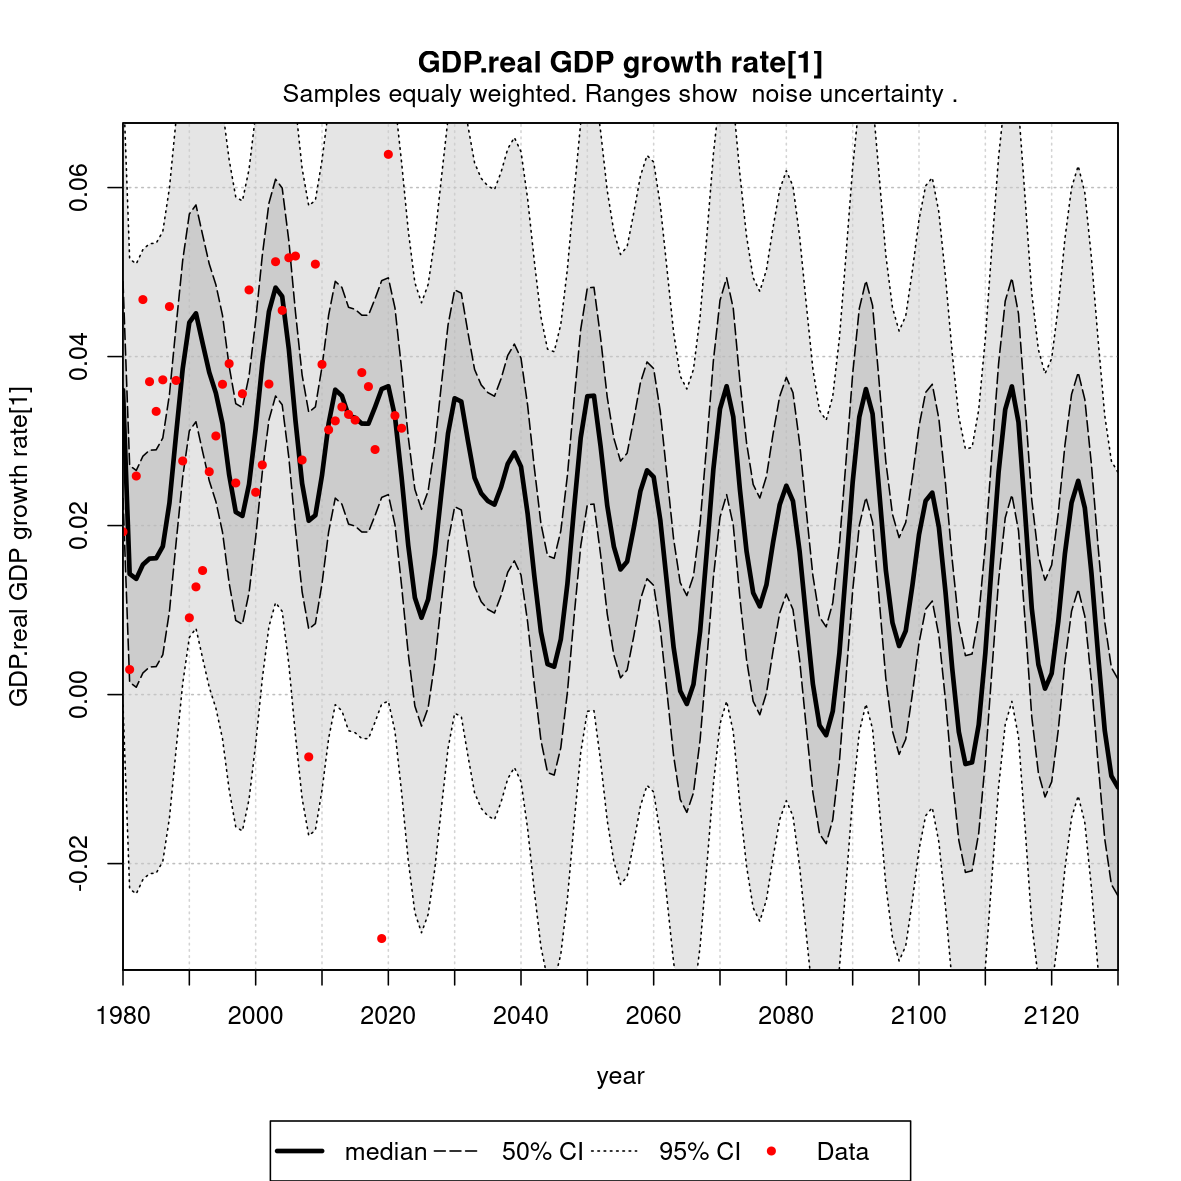 GDP.real GDP growth rate[1]
Samples equaly weighted. Ranges show  noise uncertainty .
GDP.real GDP growth rate[1]
0.06
0.04
0.02
0.00
-0.02
1980 2000 2020 2040 2060 2080 2100 2120
year
median 50% CI 95% CI Data